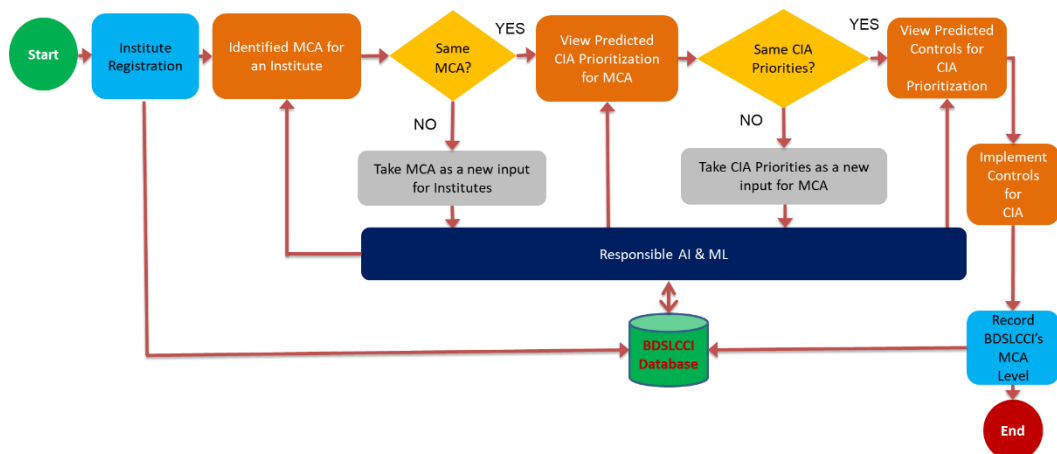 Start
Institute
Registration
Identified MCA for
an Institute
Same
MCA?
YES
View Predicted
CIA Prioritization
for MCA
Same CIA
Priorities?
YES
View Predicted
Controls for
CIA
Prioritization
NO
Take MCA as a new input
for Institutes
NO
Take CIA Priorities as a new
input for MCA
Implement
Controls
for
CIA
Responsible AI & ML
BDSLCCI
Database
Record
BDSLCCI’s
MCA
Level
End